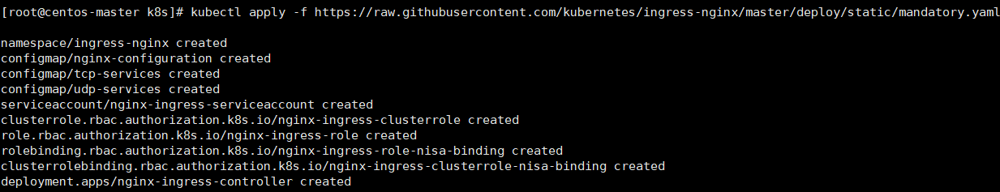 [root@centos-master k8s]# kubectl apply -f https://raw.githubusercontent.com/kubernetes/ingress-nginx/master/deploy/static/mandatory.yaml
namespace/ingress-nginx created
configmap/nginx-configuration created
configmap/tcp-services created
configmap/udp-services created
serviceaccount/nginx-ingress-serviceaccount created
clusterrole.rbac.authorization.k8s.io/nginx-ingress-clusterrole created
role.rbac.authorization.k8s.io/nginx-ingress-role created
rolebinding.rbac.authorization.k8s.io/nginx-ingress-role-nisa-binding created
clusterrolebinding.rbac.authorization.k8s.io/nginx-ingress-clusterrole-nisa-binding created
deployment.apps/nginx-ingress-controller created